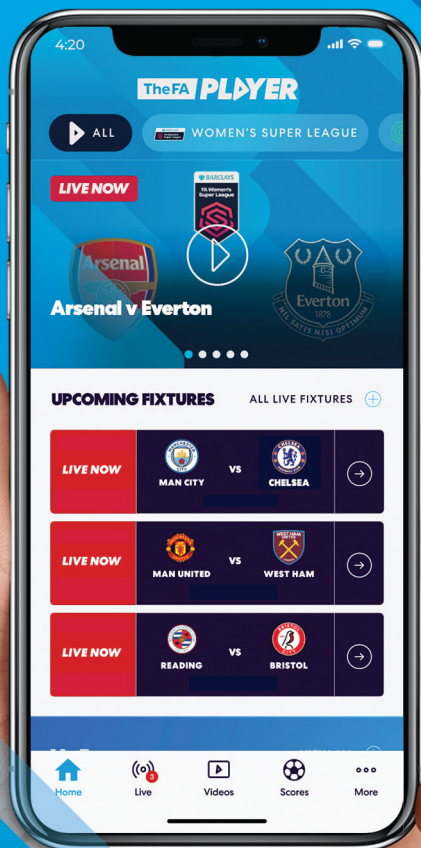 4:20
TheFA PLAYER
ALL
WOMEN'S SUPER LEAGUE
LIVE NOW
BARCLAYS
FA Women's
Super League
Arsenal
Everton
1878
NIL SATIS NISI OPTIMUM
Arsenal v Everton
UPCOMING FIXTURES
ALL LIVE FIXTURES
LIVE NOW
MAN CITY
vs
CHELSEA
LIVE NOW
MAN UNITED
vs
WEST HAM
LIVE NOW
READING
vs
BRISTOL
3
Home
Live
Videos
Scores
More